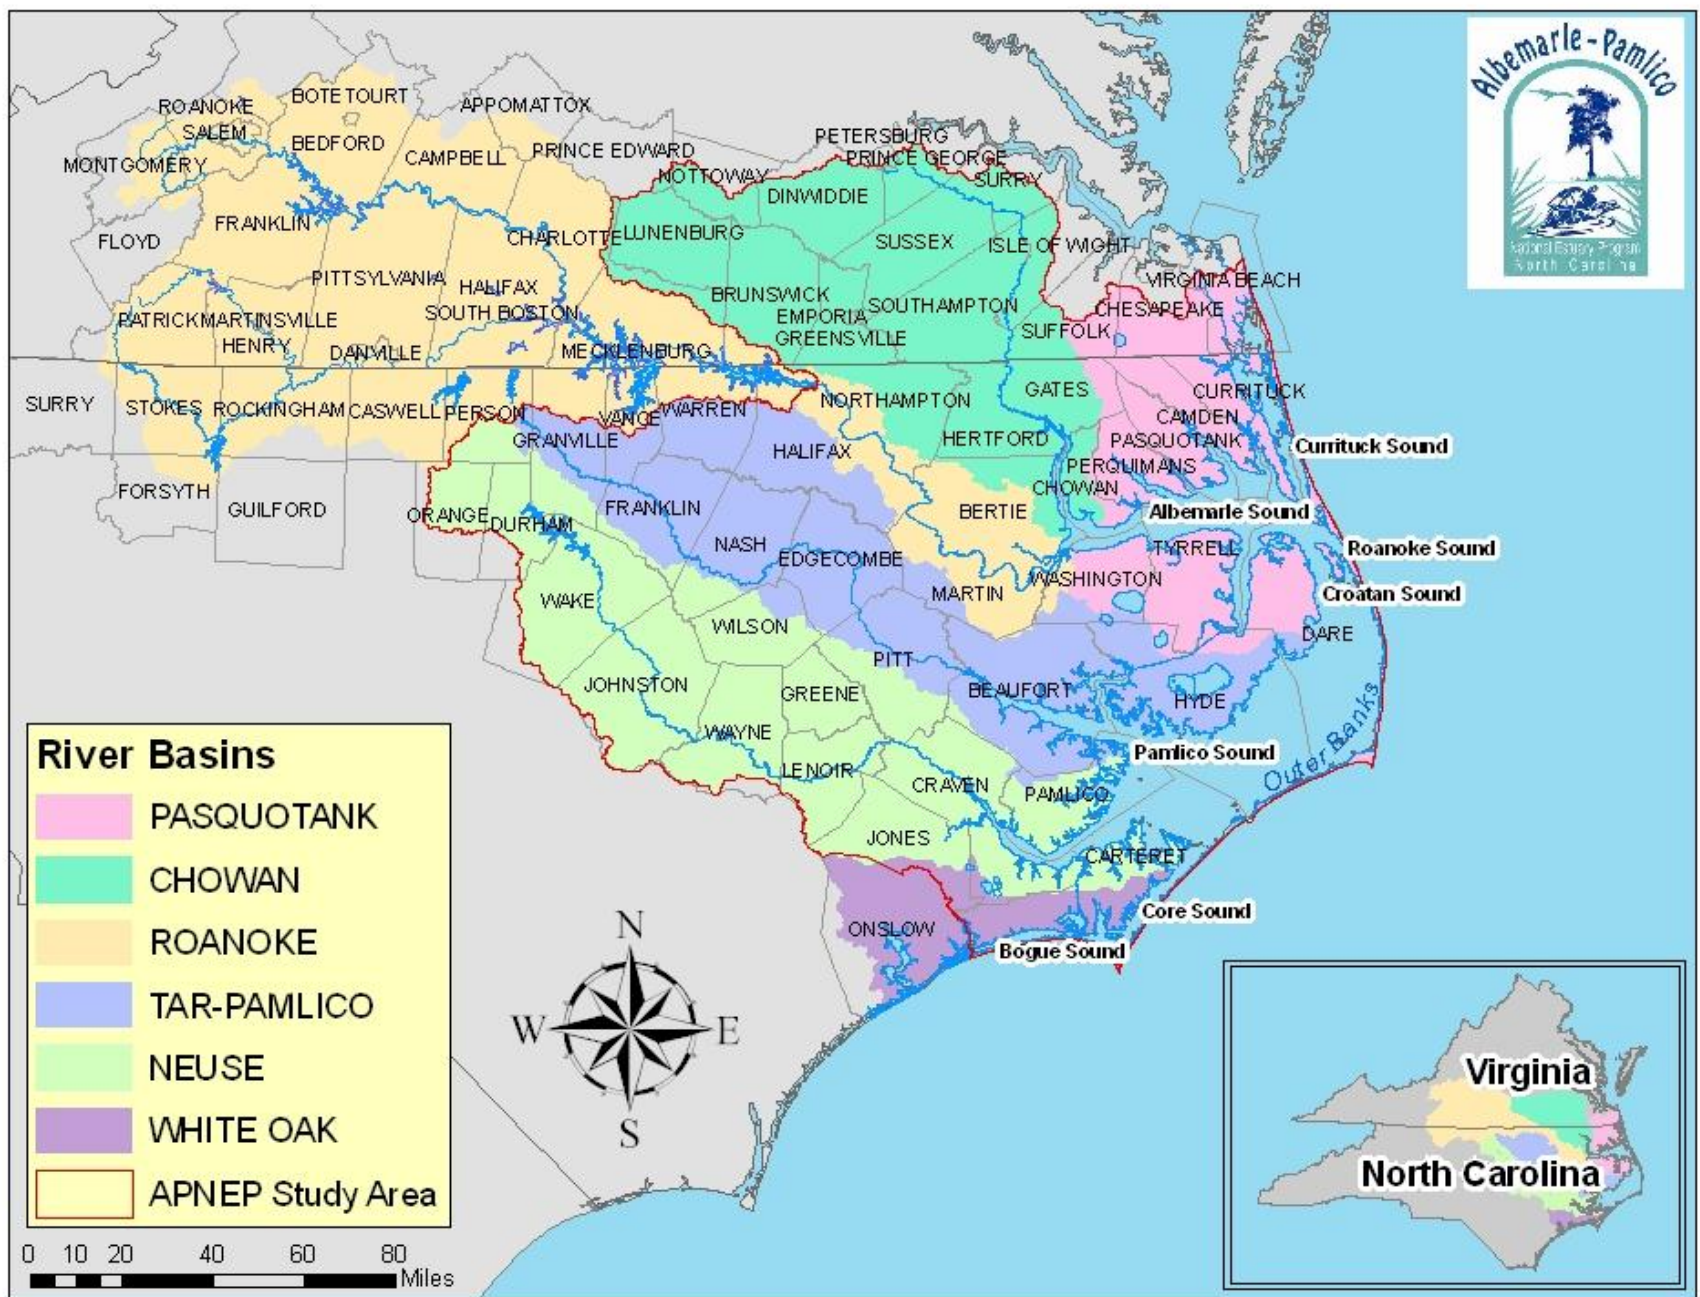 Albemarle-Pamlico
National Estuary Program
North Carolina
BOTETOURT
ROANOKE
APPOMATTOX
SALEM
BEDFORD
PETERSBURG
CAMPBELL
PRINCE EDWARD
PRINCE GEORGE
MONTGOMERY
NOTTOWAY
SURRY
DINWIDDIE
FRANKLIN
FLOYD
CHARLOTTE
LUNENBURG
SUSSEX
ISLE OF WIGHT
PITTSYLVANIA
HALIFAX
VIRGINIA BEACH
BRUNSWICK
SOUTH BOSTON
EMPORIA
SOUTHAMPTON
CHESAPEAKE
PATRICK
MARTINSVILLE
HENRY
GREENSVILLE
SUFFOLK
DANVILLE
MECKLENBURG
SURRY
STOKES
ROCKINGHAM
CASWELL
PERSON
VANCE
WARREN
NORTHAMPTON
GATES
CURRITUCK
CAMDEN
GRANVILLE
HALIFAX
HERTFORD
PASQUOTANK
Currituck Sound
PERQUIMANS
CHOWAN
FORSYTH
GUILFORD
ORANGE
DURHAM
FRANKLIN
BERTIE
Albemarle Sound
NASH
EDGECOMBE
TYRRELL
Roanoke Sound
WASHINGTON
MARTIN
Croatan Sound
WAKE
WILSON
DARE
PITT
JOHNSTON
GREENE
BEAUFORT
HYDE
WAYNE
Pamlico Sound
Outer Banks
LENOIR
CRAVEN
PAMLICO
JONES
CARTERET
Core Sound
ONSLOW
Bogue Sound
River Basins
PASQUOTANK
CHOWAN
ROANOKE
TAR-PAMLICO
NEUSE
WHITE OAK
APNEP Study Area
0 10 20 40 60 80
Miles
N
W E
S
Virginia
North Carolina